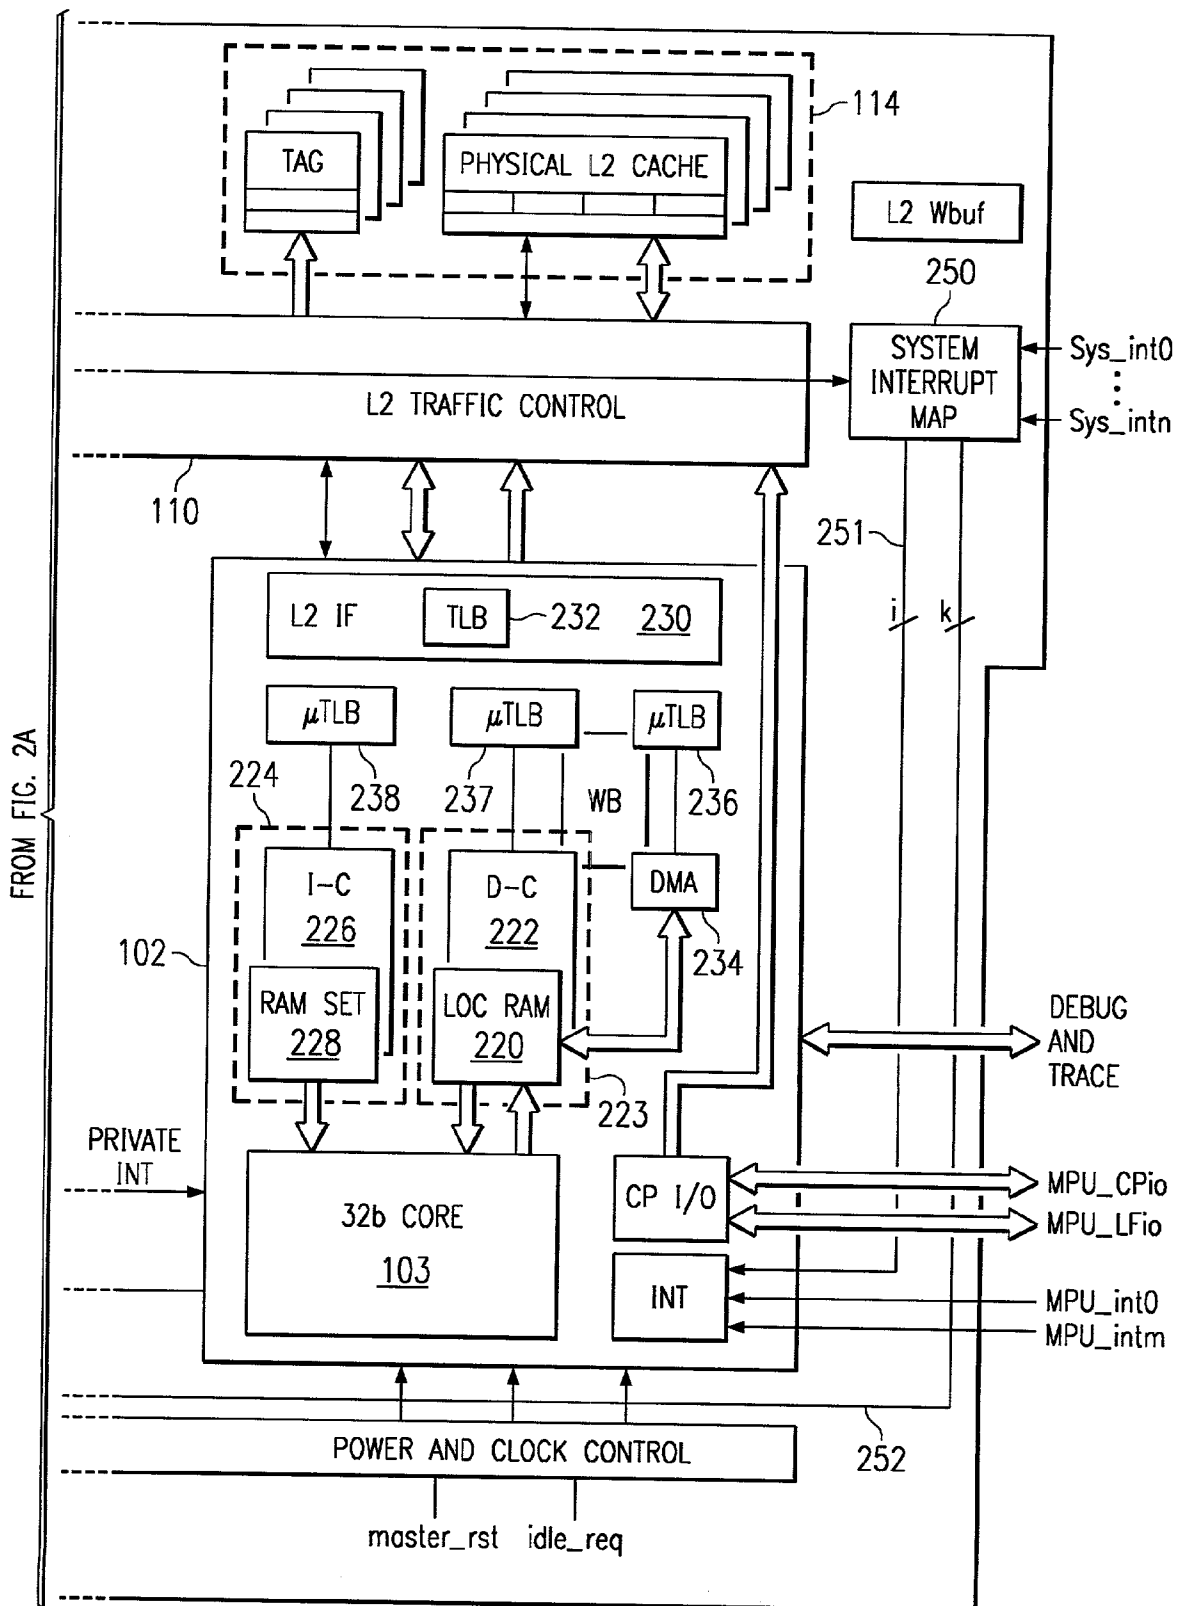 114
TAG
PHYSICAL L2 CACHE
L2 Wbuf
250
SYSTEM
INTERRUPT
MAP
Sys_int0
Sys_intn
L2 TRAFFIC CONTROL
110
251
i
k
L2 IF
TLB
232
230
μTLB
μTLB
μTLB
FROM FIG. 2A
224
238
237
WB
236
I-C
226
D-C
222
DMA
234
102
RAM SET
228
LOC RAM
220
DEBUG
AND
TRACE
223
PRIVATE
INT
32b CORE
103
CP I/O
MPU_CPio
MPU_LFio
INT
MPU_int0
MPU_intm
POWER AND CLOCK CONTROL
252
master_rst
idle_req